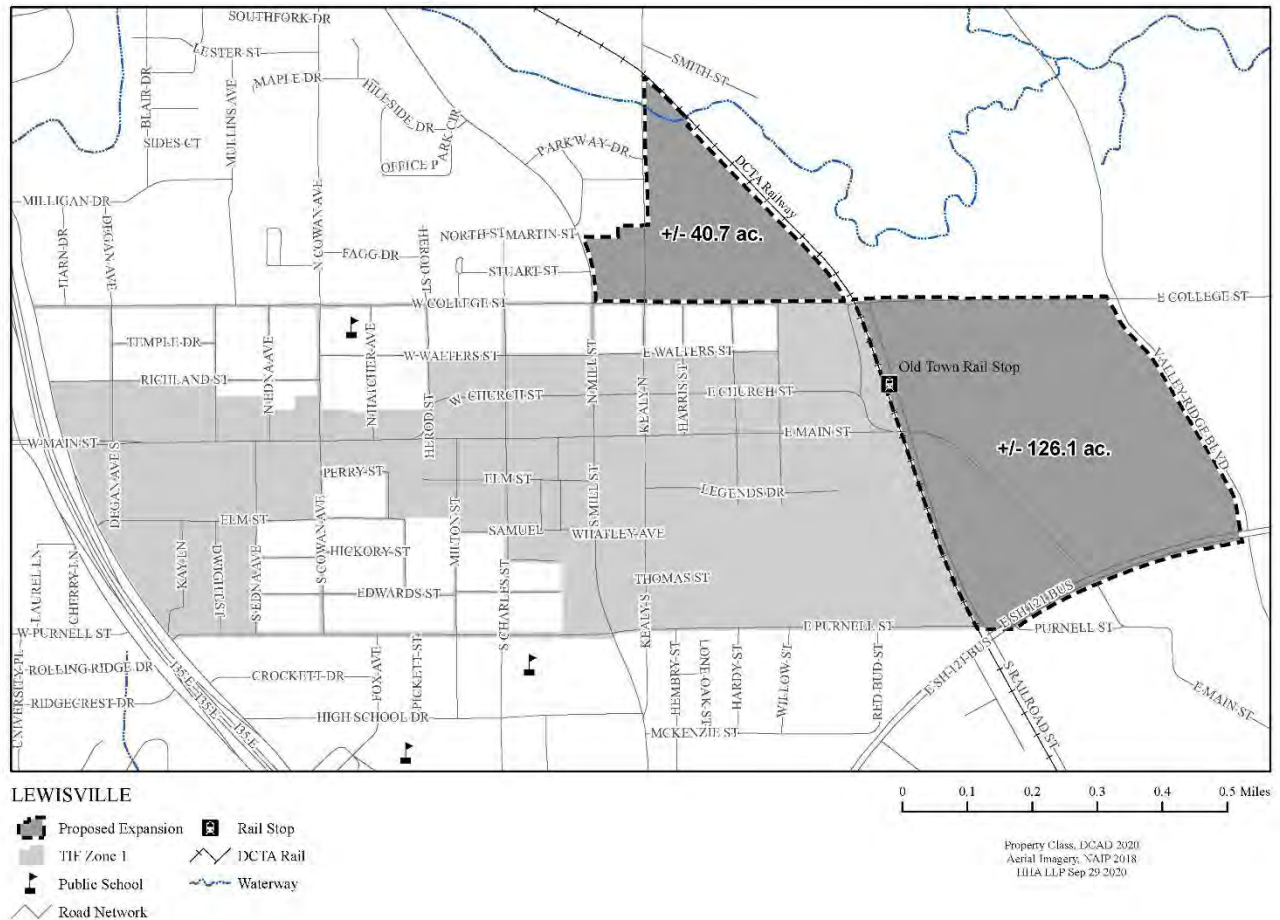 SOUTHFORK DR
LESTER ST
SMITH ST
MAPLE DR
BLAIR DR
HILLSIDE DR
MULLINS AVE
PARK CIR
SIDES CT
PARKWAY DR
OFFICE P
DCTA Railway
MILLIGAN DR
N COWAN AVE
DEGAN AVE
HARN DR
HEROD ST
NORTH ST
MARTIN ST
+/- 40.7 ac.
FAGG DR
STUART ST
W COLLEGE ST
E COLLEGE ST
TEMPLE DR
N EDNA AVE
N HATCHER AVE
W WALTERS ST
N MILL ST
E WALTERS ST
VALLEY RIDGE BLVD
Old Town Rail Stop
RICHLAND ST
W CHURCH ST
KEALY N
HARRIS ST
E CHURCH ST
HEROD ST
W MAIN ST
E MAIN ST
+/- 126.1 ac.
DEGAN AVE S
PERRY ST
MILTON ST
ELM ST
S MILL ST
LEGENDS DR
ELM ST
S COWAN AVE
SAMUEL
WHATLEY AVE
LAUREL LN
CHERRY LN
KAY LN
DWIGHT ST
S EDNA AVE
HICKORY ST
S CHARLES ST
THOMAS ST
EDWARDS ST
KEALY S
E SH 121 BUS
W PURNELL ST
E PURNELL ST
PURNELL ST
UNIVERSITY PL
ROLLING RIDGE DR
CROCKETT DR
FOX AVE
PICKETT ST
HEMBRY ST
LONE OAK ST
HARDY ST
WILLOW ST
RED BUD ST
E SH 121 BUS
S RAILROAD ST
E MAIN ST
RIDGECREST DR
I35 E
I35 E
I35 E
HIGH SCHOOL DR
MCKENZIE ST
LEWISVILLE
Proposed Expansion
Rail Stop
TIF Zone 1
DCTA Rail
Public School
Waterway
Road Network
0 0.1 0.2 0.3 0.4 0.5 Miles
Property Class, DCAD 2020
Aerial Imagery, NAIP 2018
HHA LLP Sep 29 2020